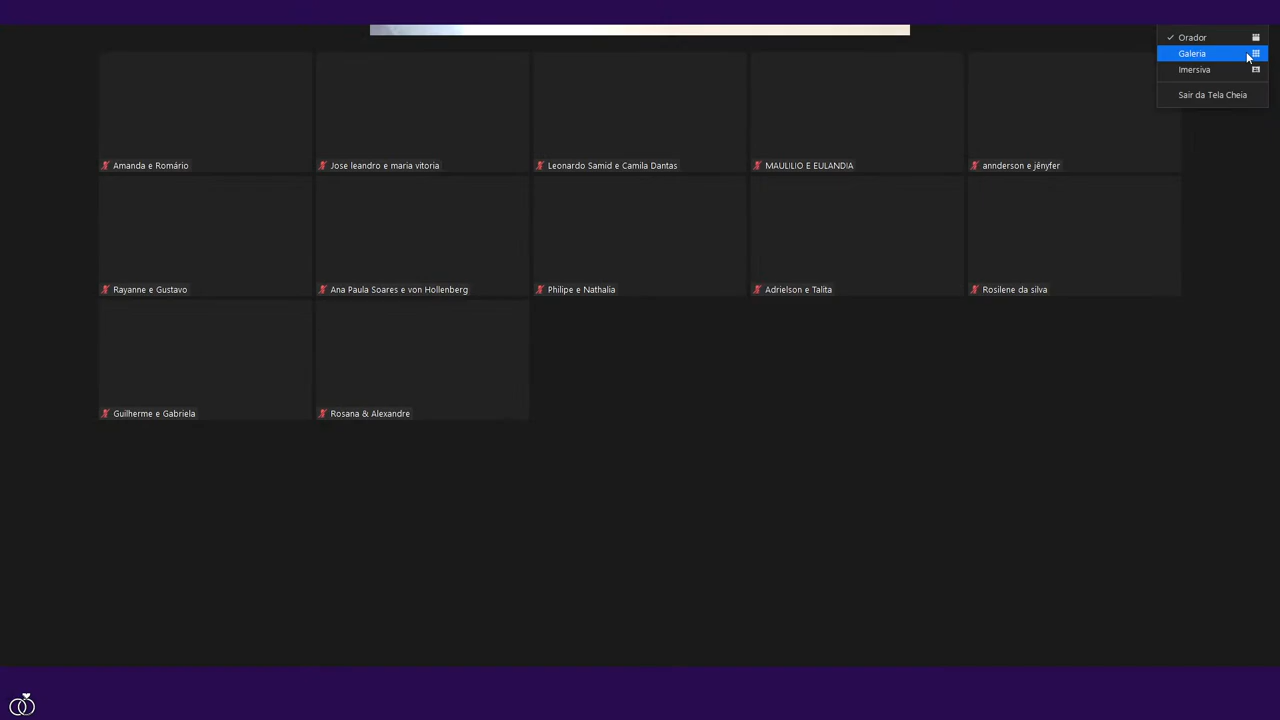 Orador
Galeria
Imersiva
Sair da Tela Cheia
Amanda e Romário
Jose leandro e maria vitoria
Leonardo Samid e Camila Dantas
MAULILIO E EULANDIA
annderson e jényfer
Rayanne e Gustavo
Ana Paula Soares e von Hollenberg
Philipe e Nathalia
Adrielson e Talita
Rosilene da silva
Guilherme e Gabriela
Rosana & Alexandre